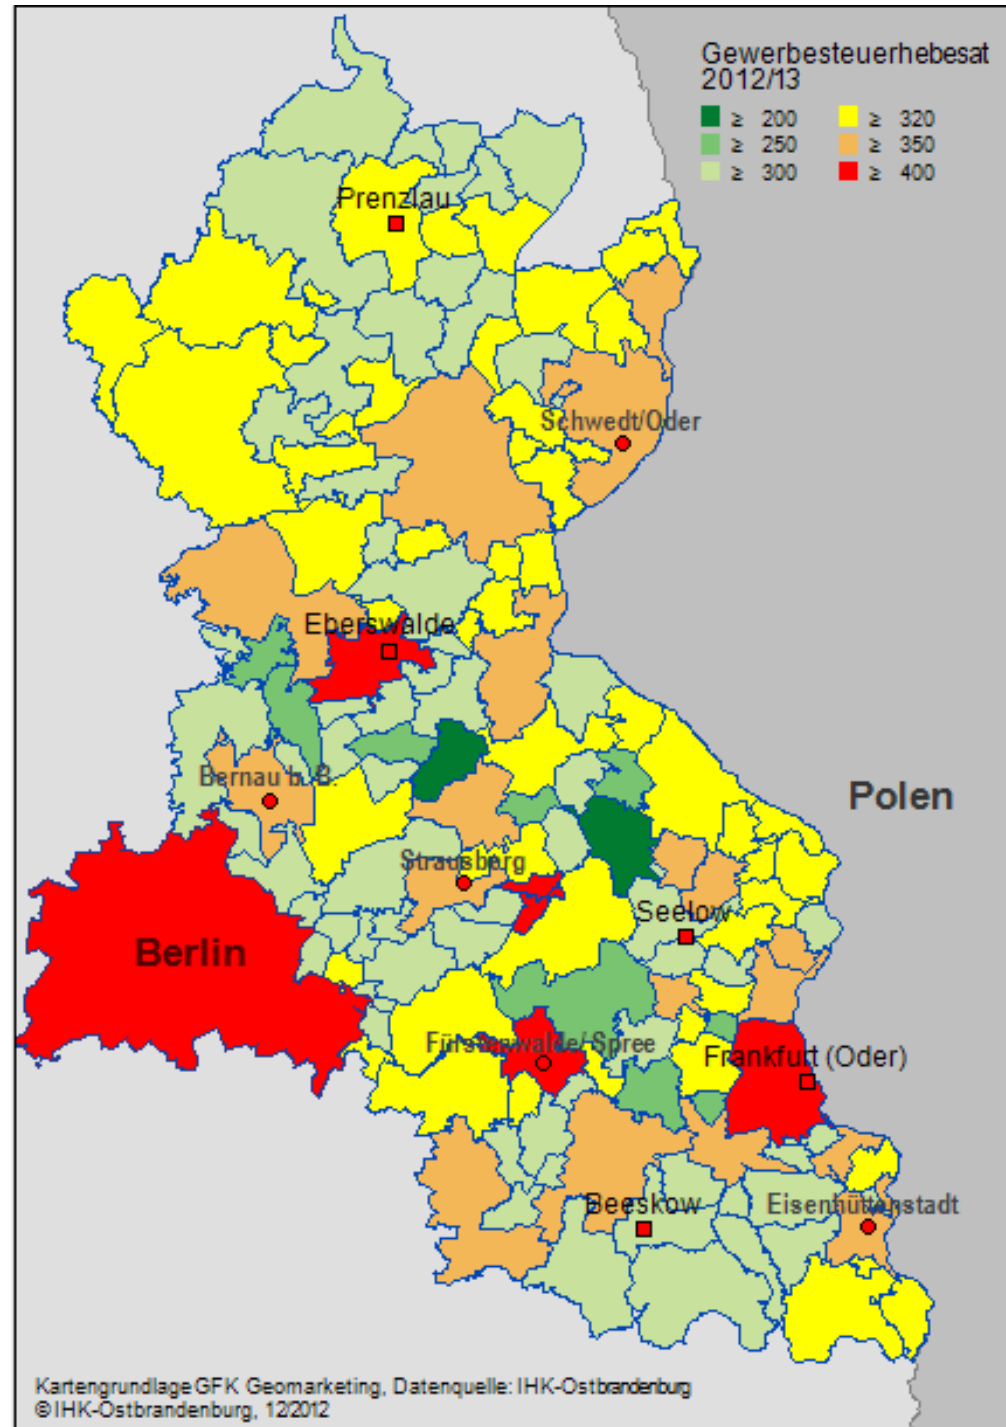 Gewerbesteuerhebesat
2012/13
≥ 200 ≥ 320
≥ 250 ≥ 350
≥ 300 ≥ 400
Prenzlau
Schwedt/Oder
Eberswalde
Bernau b. B.
Polen
Strausberg
Seelow
Berlin
Fürstenwalde/Spree
Frankfurt (Oder)
Beeskow
Eisenhüttenstadt
Kartengrundlage GFK Geomarketing, Datenquelle: IHK-Ostbrandenburg
© IHK-Ostbrandenburg, 12/2012